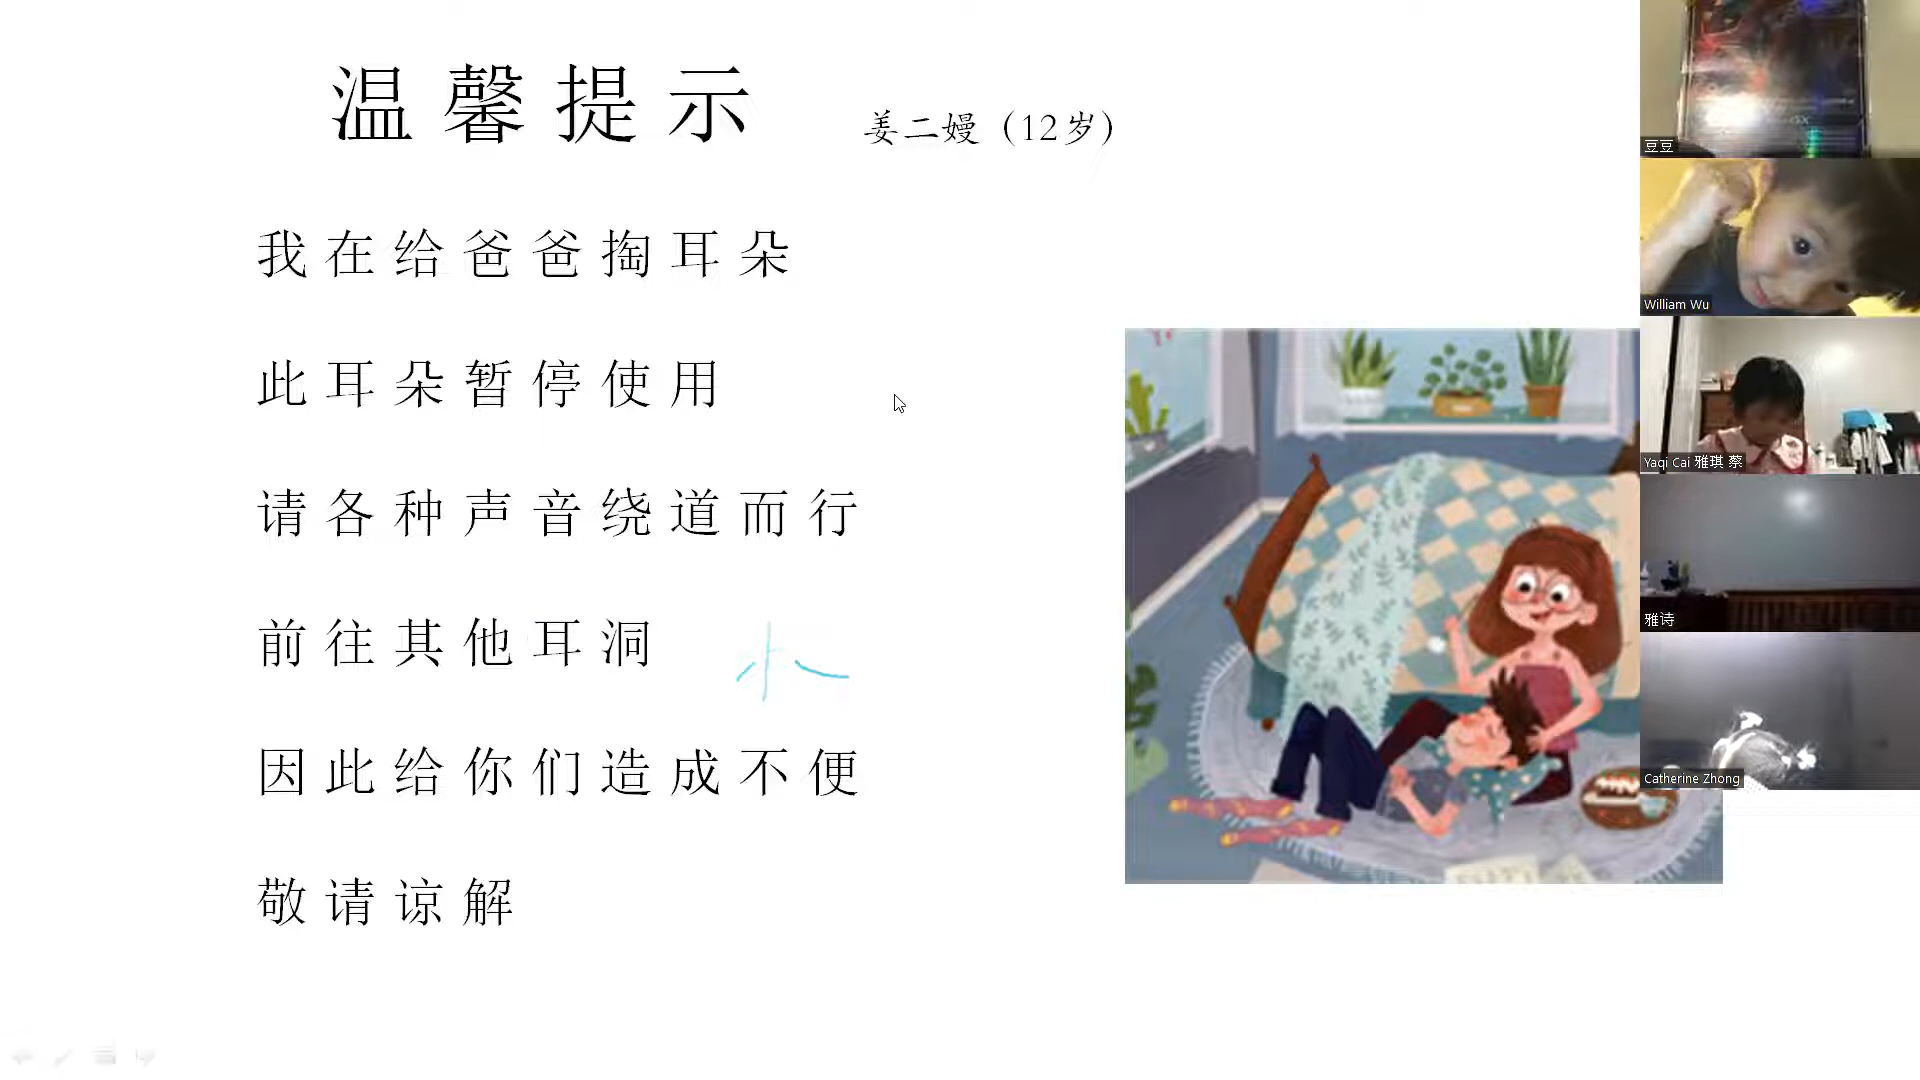 温馨提示
姜二嫚（12岁）
我在给爸爸掏耳朵
此耳朵暂停使用
请各种声音绕道而行
前往其他耳洞
因此给你们造成不便
敬请谅解
豆豆
William Wu
Yaqi Cai 雅琪 蔡
雅诗
Catherine Zhong